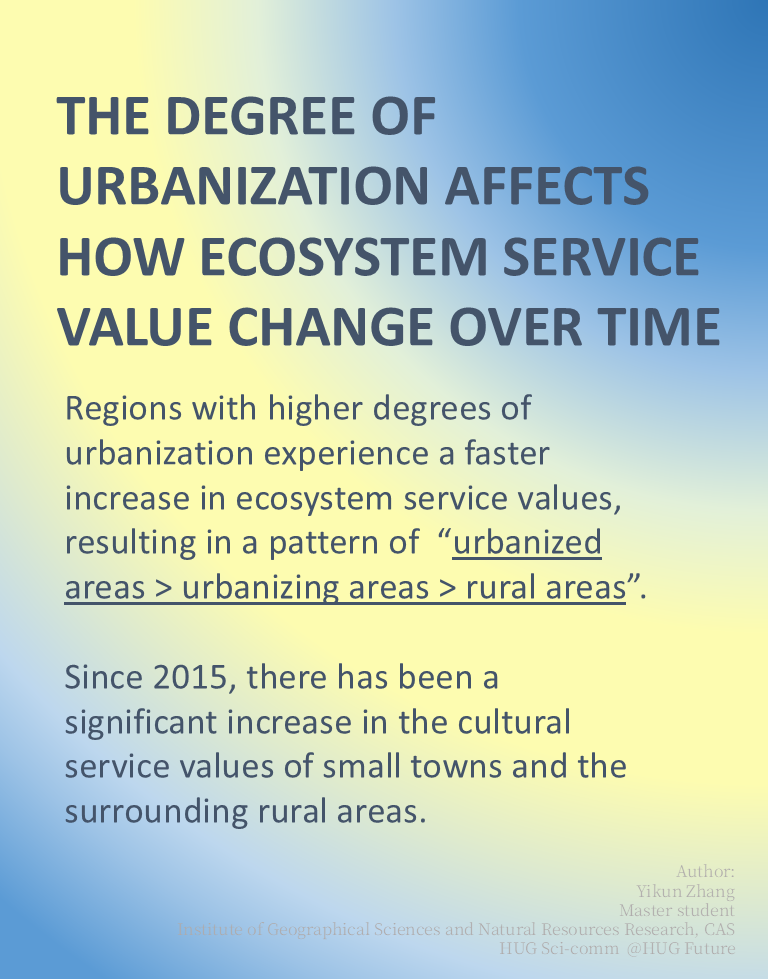 THE DEGREE OF
URBANIZATION AFFECTS
HOW ECOSYSTEM SERVICE
VALUE CHANGE OVER TIME
Regions with higher degrees of
urbanization experience a faster
increase in ecosystem service values,
resulting in a pattern of “urbanized
areas > urbanizing areas > rural areas”.
Since 2015, there has been a
significant increase in the cultural
service values of small towns and the
surrounding rural areas.
Author:
Yikun Zhang
Master student
Institute of Geographical Sciences and Natural Resources Research, CAS
HUG Sci-comm @HUG Future